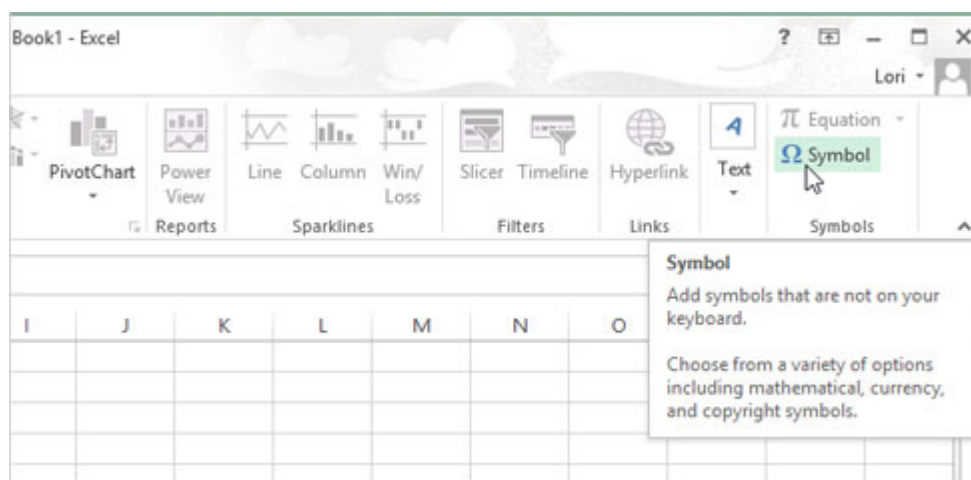 Book1 - Excel
?
Lori
π Equation
Ω Symbol
PivotChart
Power
View
Line
Column
Win/
Loss
Slicer
Timeline
Hyperlink
A
Text
Reports
Sparklines
Filters
Links
Symbols
Symbol
Add symbols that are not on your
keyboard.
Choose from a variety of options
including mathematical, currency,
and copyright symbols.
I J K L M N O